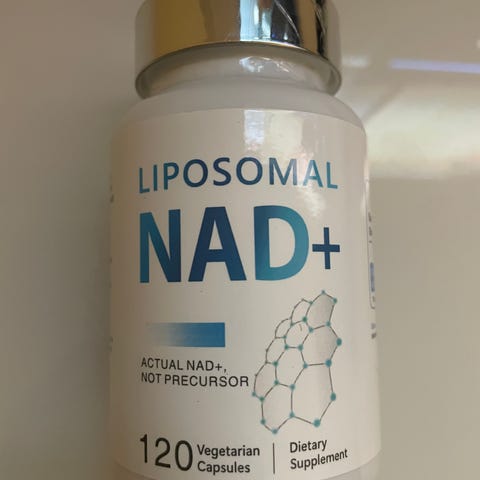 LIPOSOMAL
NAD+
ACTUAL NAD+,
NOT PRECURSOR
120 Vegetarian Capsules | Dietary Supplement